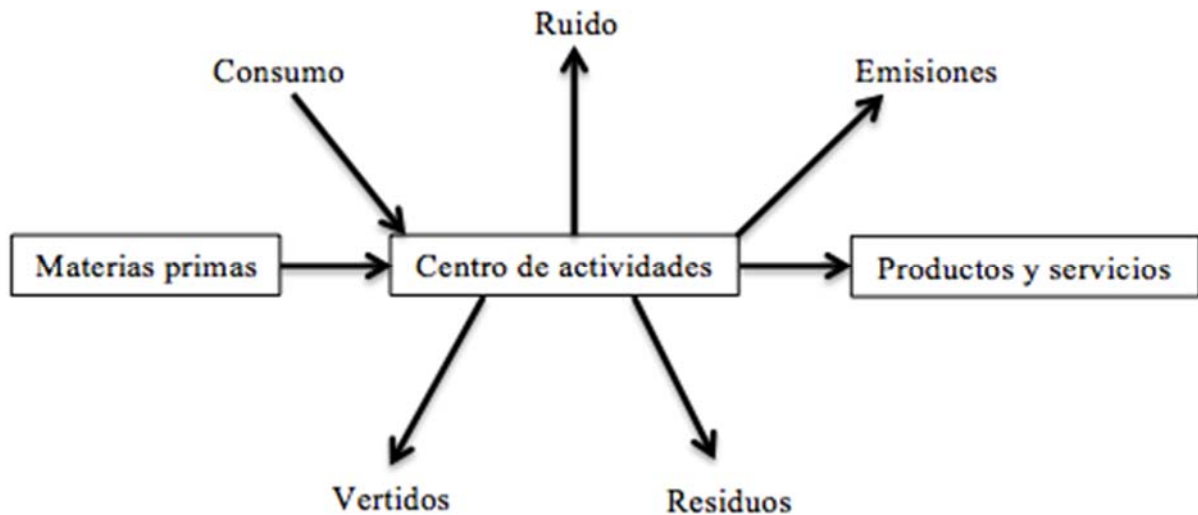 Ruido
Consumo
Emisiones
Materias primas
Centro de actividades
Productos y servicios
Vertidos
Residuos